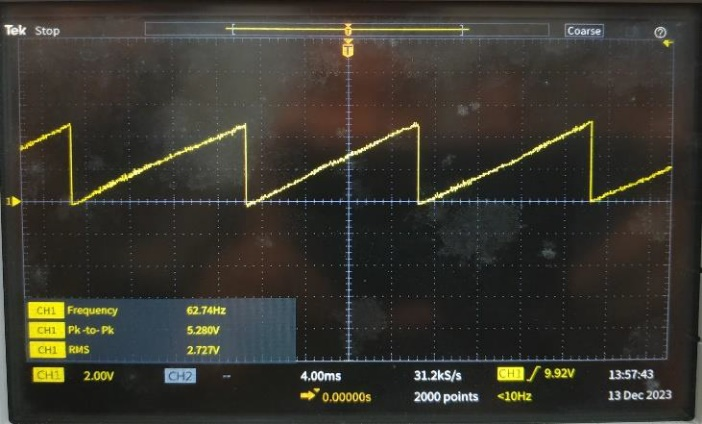 Tek Stop Coarse
T
1
CH1 Frequency 62.74Hz
CH1 Pk -to- Pk 5.280V
CH1 RMS 2.727V
CH1 2.00V CH2 -- 4.00ms 31.2kS/s CH1 9.92V 13:57:43
0.00000s 2000 points <10Hz 13 Dec 2023